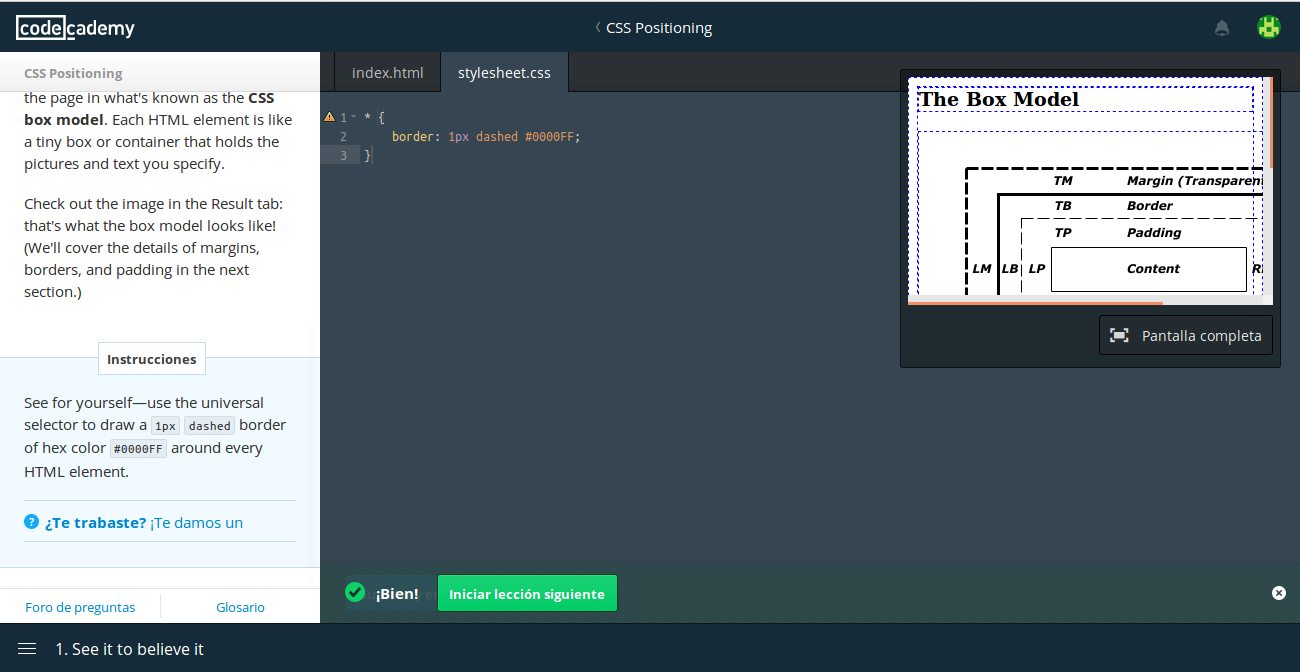 codecademy
CSS Positioning
CSS Positioning
the page in what's known as the CSS
box model. Each HTML element is like
a tiny box or container that holds the
pictures and text you specify.
Check out the image in the Result tab:
that's what the box model looks like!
(We'll cover the details of margins,
borders, and padding in the next
section.)
Instrucciones
See for yourself—use the universal
selector to draw a 1px dashed border
of hex color #0000FF around every
HTML element.
? ¿Te trabaste? ¡Te damos un
Foro de preguntas
Glosario
index.html
stylesheet.css
1 * {
2 border: 1px dashed #0000FF;
3 }
The Box Model
TM Margin (Transparen
TB Border
TP Padding
LM LB LP Content R
Pantalla completa
¡Bien!
Iniciar lección siguiente
1. See it to believe it